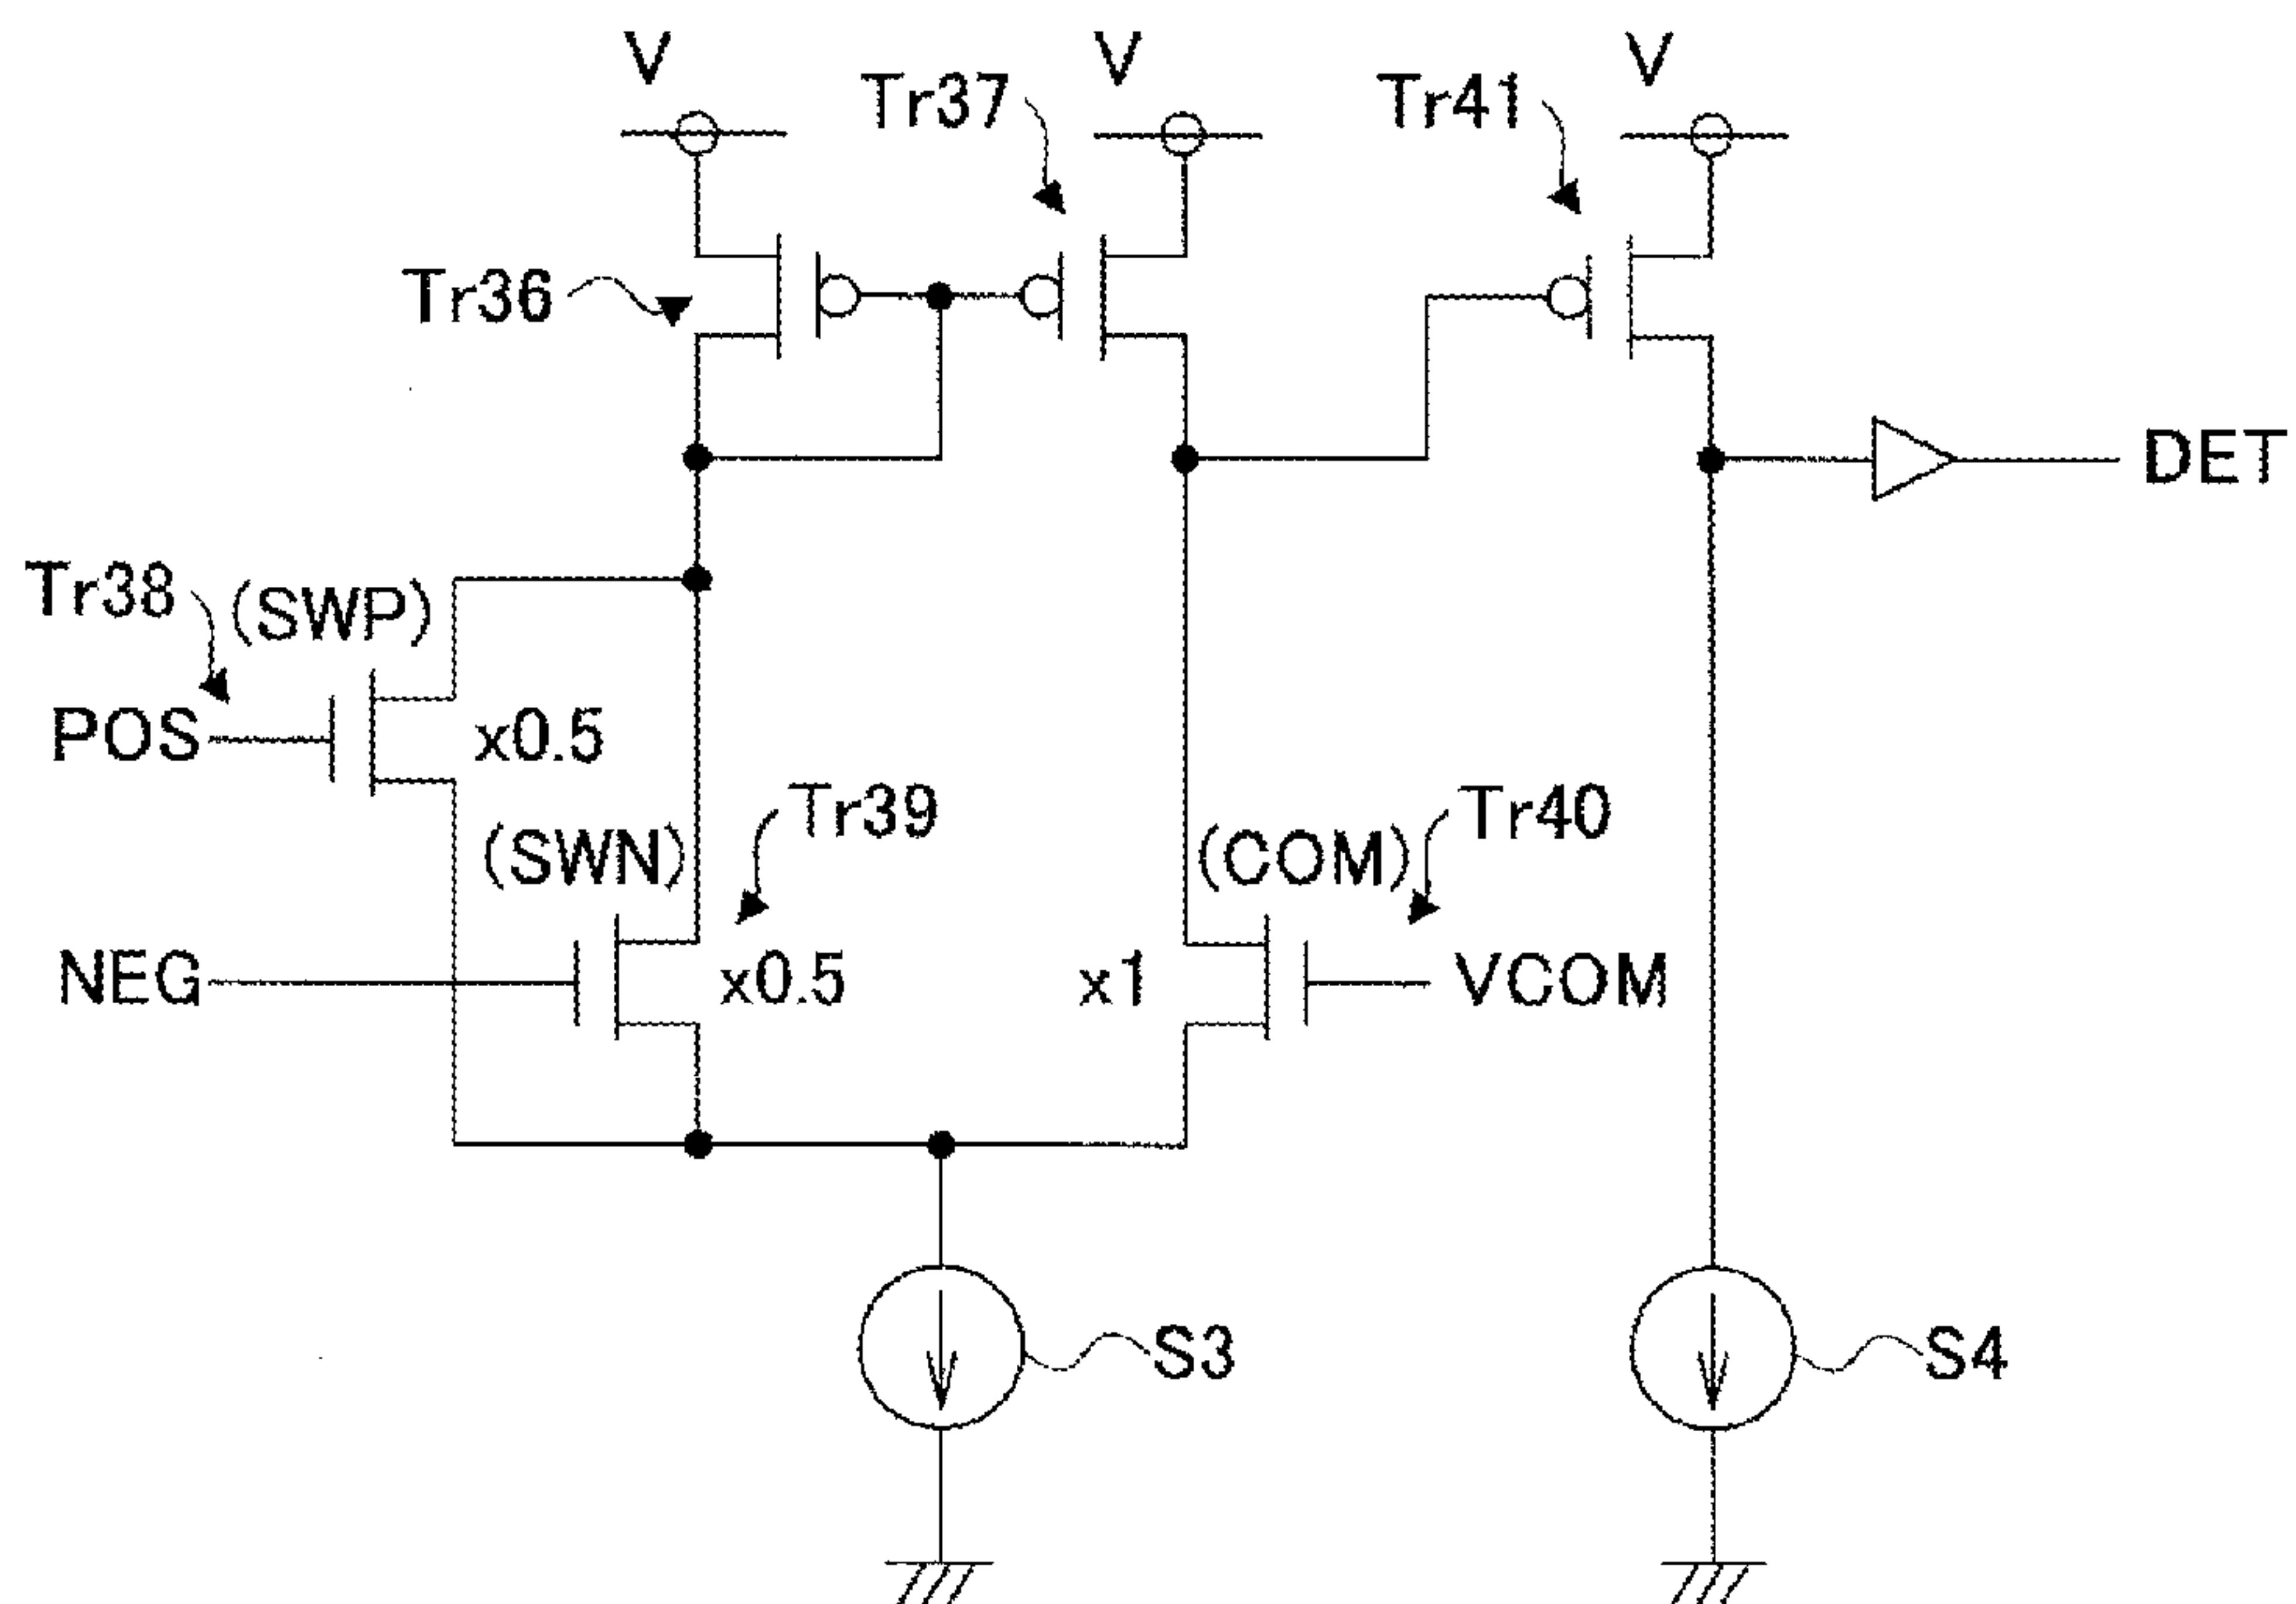 V
V
V
Tr37
Tr41
Tr36
DET
Tr38
(SWP)
POS
x0.5
Tr39
Tr40
(SWN)
(COM)
NEG
x0.5
x1
VCOM
S3
S4